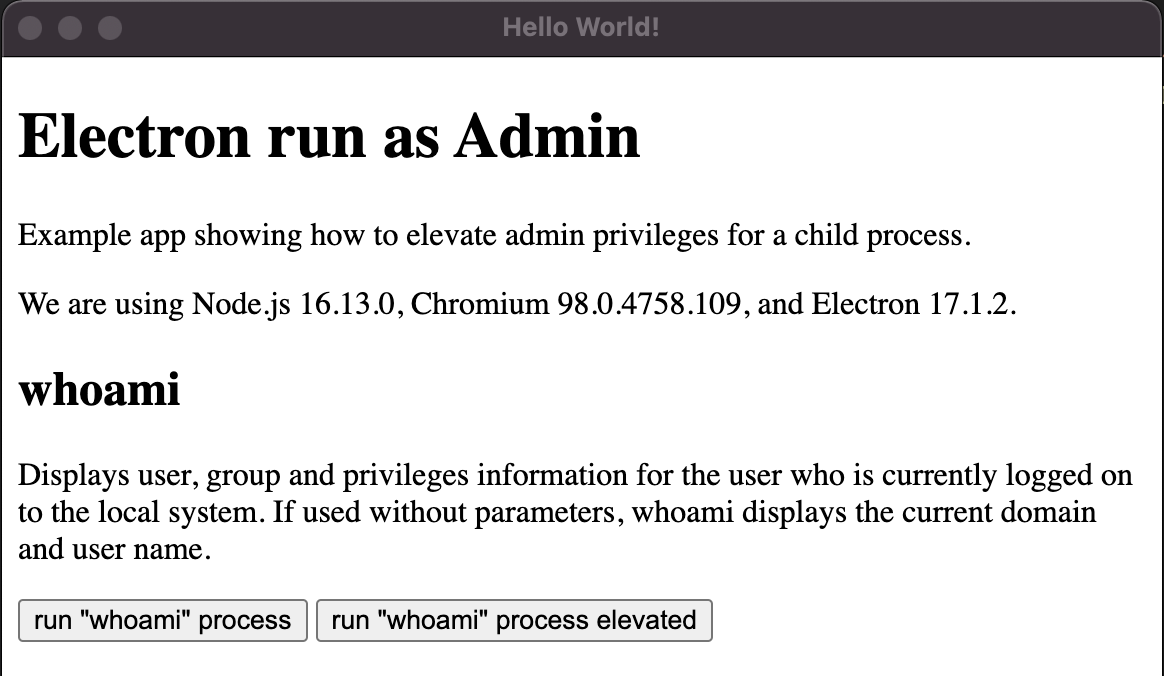 Hello World!
Electron run as Admin
Example app showing how to elevate admin privileges for a child process.
We are using Node.js 16.13.0, Chromium 98.0.4758.109, and Electron 17.1.2.
whoami
Displays user, group and privileges information for the user who is currently logged on
to the local system. If used without parameters, whoami displays the current domain
and user name.
run "whoami" process run "whoami" process elevated